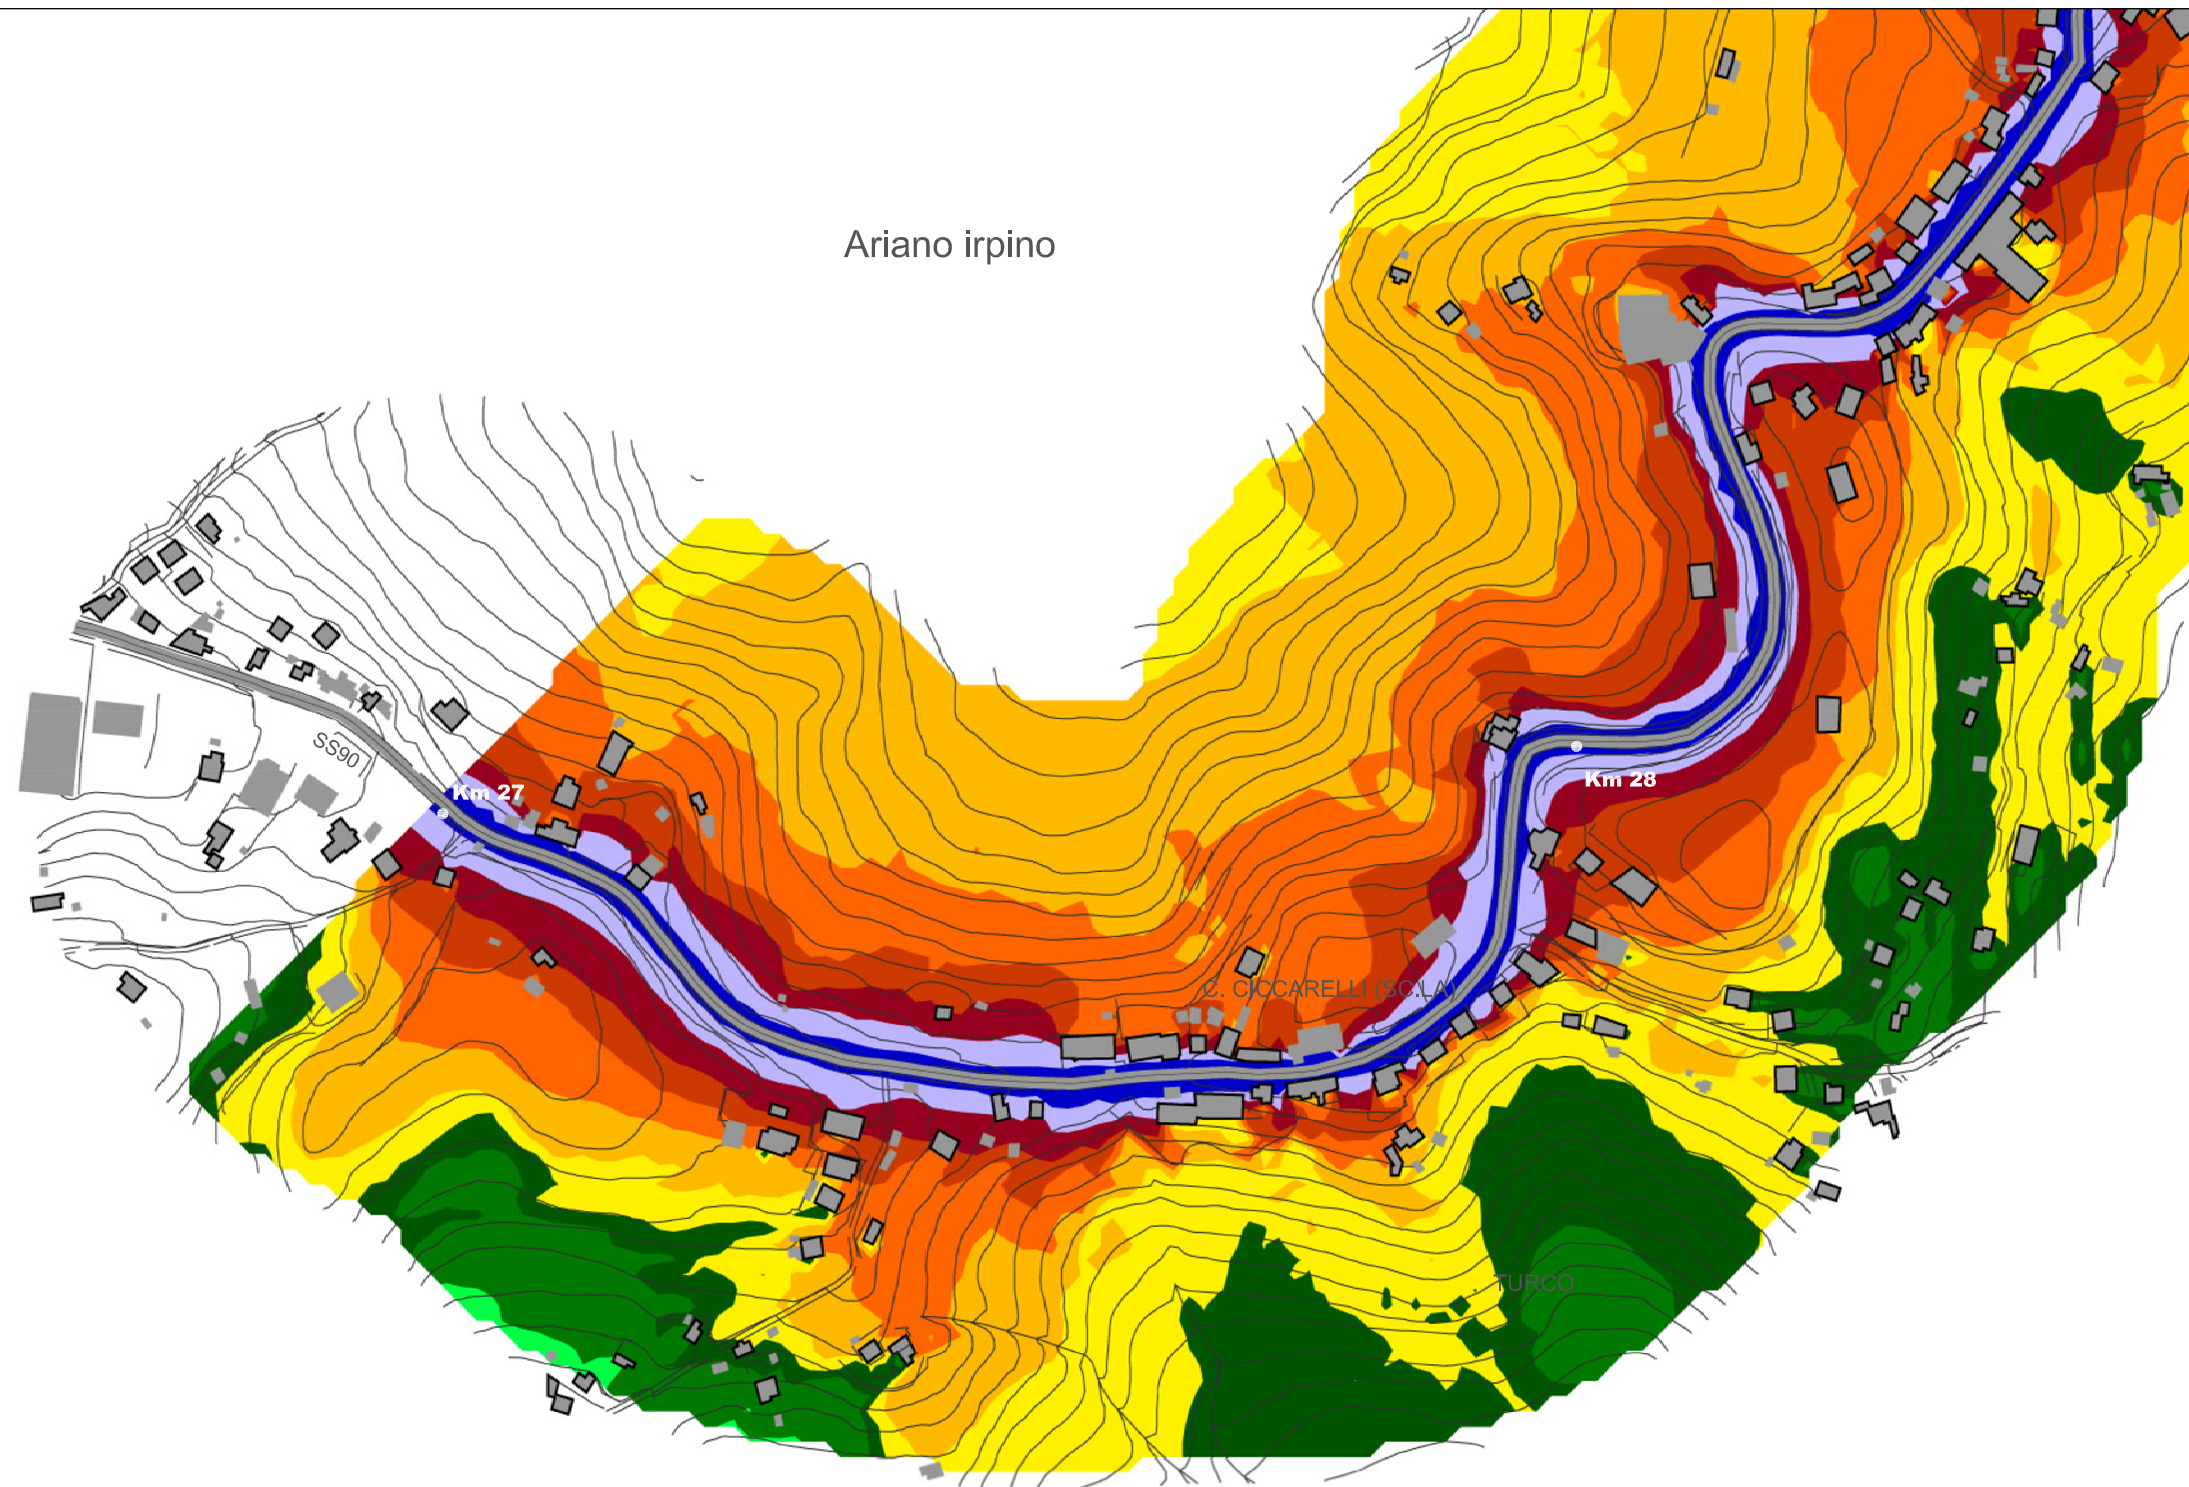 Ariano irpino
SS90
Km 27
Km 28
C. CICCARELLI (SC.LA)
TURCO